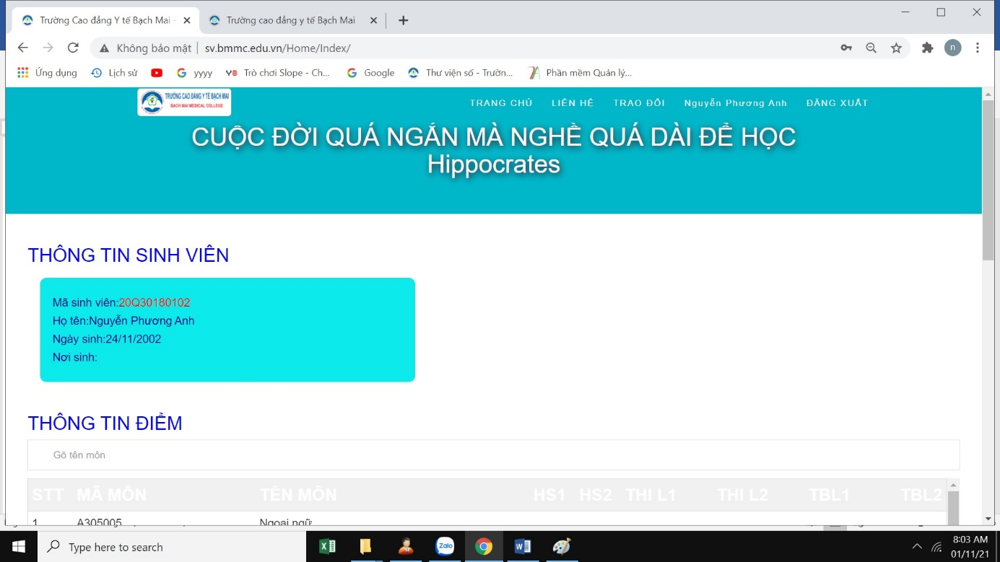 Trường Cao đẳng Y tế Bạch Mai - Trường cao đẳng y tế Bạch Mai
Không bảo mật sv.bmmc.edu.vn/Home/Index/ n
Ứng dụng Lịch sử yyyy Trò chơi Slope - Ch... Google Thư viện số - Trườn... Phần mềm Quản lý...
TRƯỜNG CAO ĐẲNG Y TẾ BẠCH MAI
BACH MAI MEDICAL COLLEGE
TRANG CHỦ LIÊN HỆ TRAO ĐỔI Nguyễn Phương Anh ĐĂNG XUẤT
CUỘC ĐỜI QUÁ NGẮN MÀ NGHỀ QUÁ DÀI ĐỂ HỌC
Hippocrates
THÔNG TIN SINH VIÊN
Mã sinh viên:20Q30180102
Họ tên:Nguyễn Phương Anh
Ngày sinh:24/11/2002
Nơi sinh:
THÔNG TIN ĐIỂM
Gõ tên môn
STT MÃ MÔN TÊN MÔN HS1 HS2 THI L1 THI L2 TBL1 TBL2
1 A305005 Ngoại ngữ
Type here to search Zalo 8:03 AM
01/11/21